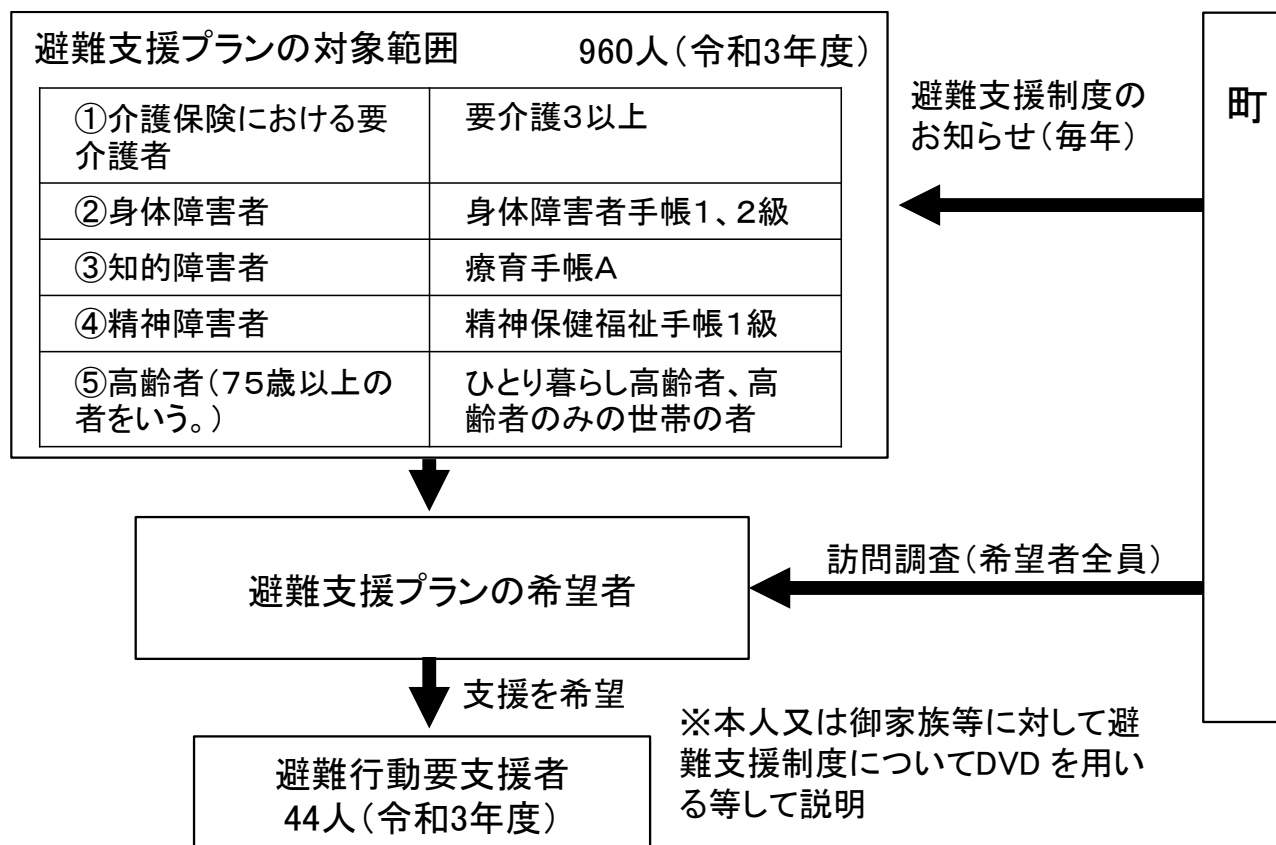 避難支援プランの対象範囲　960人（令和3年度）
①介護保険における要
介護者
要介護３以上
②身体障害者
身体障害者手帳１、２級
③知的障害者
療育手帳A
④精神障害者
精神保健福祉手帳１級
⑤高齢者（７５歳以上の
者をいう。）
ひとり暮らし高齢者、高
齢者のみの世帯の者
避難支援制度の
お知らせ（毎年）
町
避難支援プランの希望者
訪問調査（希望者全員）
支援を希望
避難行動要支援者
44人（令和3年度）
※本人又は御家族等に対して避
難支援制度についてDVD を用い
る等して説明